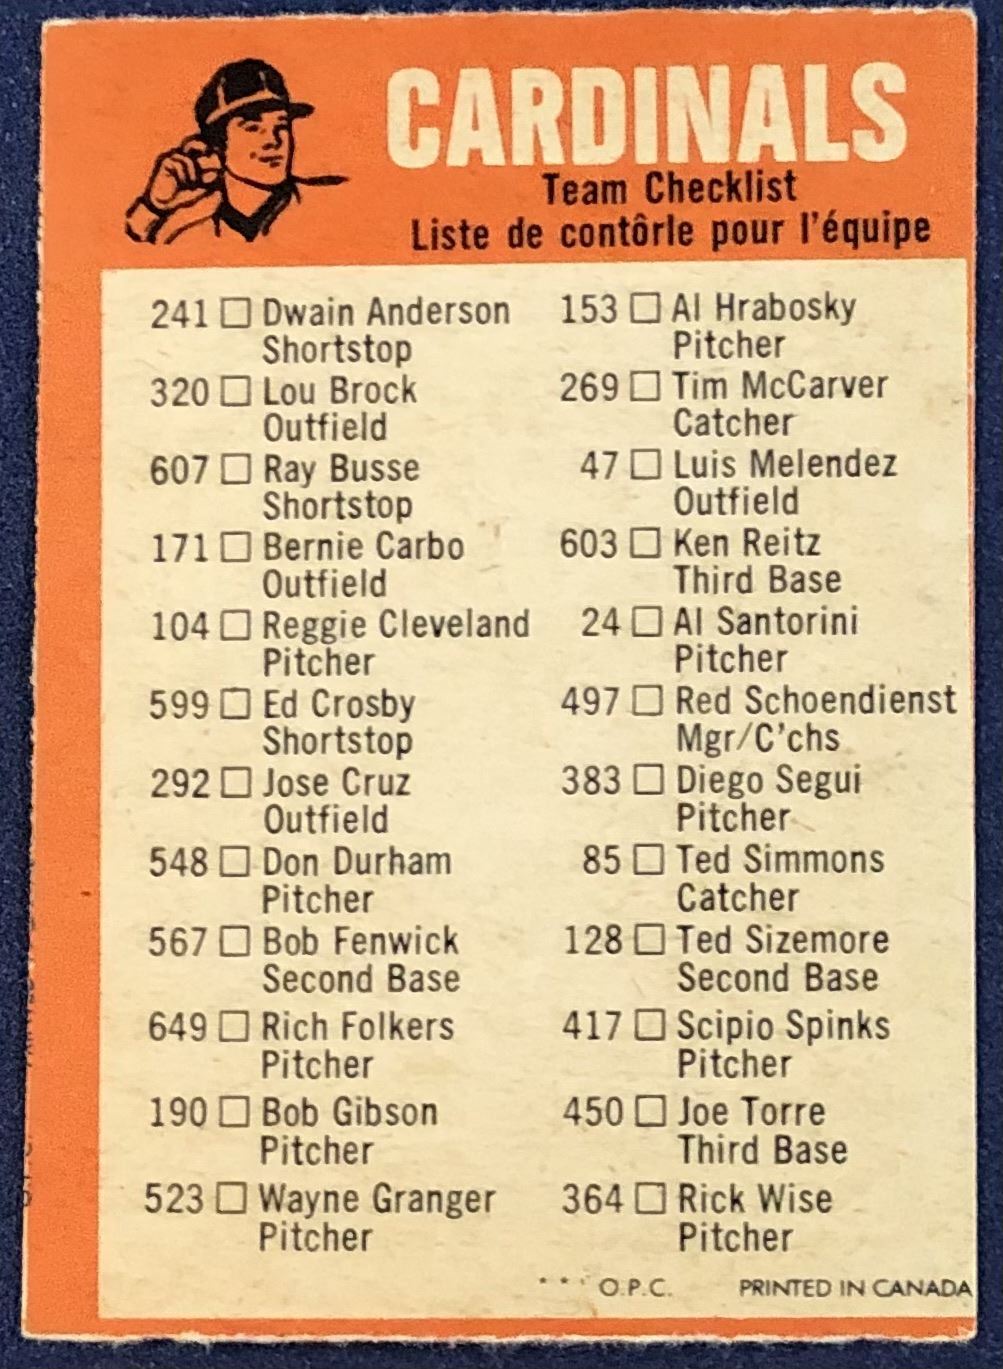 CARDINALS
Team Checklist
Liste de contôrle pour l'équipe
241 □ Dwain Anderson
Shortstop
320 □ Lou Brock
Outfield
607 □ Ray Busse
Shortstop
171 □ Bernie Carbo
Outfield
104 □ Reggie Cleveland
Pitcher
599 □ Ed Crosby
Shortstop
292 □ Jose Cruz
Outfield
548 □ Don Durham
Pitcher
567 □ Bob Fenwick
Second Base
649 □ Rich Folkers
Pitcher
190 □ Bob Gibson
Pitcher
523 □ Wayne Granger
Pitcher
153 □ Al Hrabosky
Pitcher
269 □ Tim McCarver
Catcher
47 □ Luis Melendez
Outfield
603 □ Ken Reitz
Third Base
24 □ Al Santorini
Pitcher
497 □ Red Schoendienst
Mgr/C'chs
383 □ Diego Segui
Pitcher
85 □ Ted Simmons
Catcher
128 □ Ted Sizemore
Second Base
417 □ Scipio Spinks
Pitcher
450 □ Joe Torre
Third Base
364 □ Rick Wise
Pitcher
* * * O.P.C. PRINTED IN CANADA